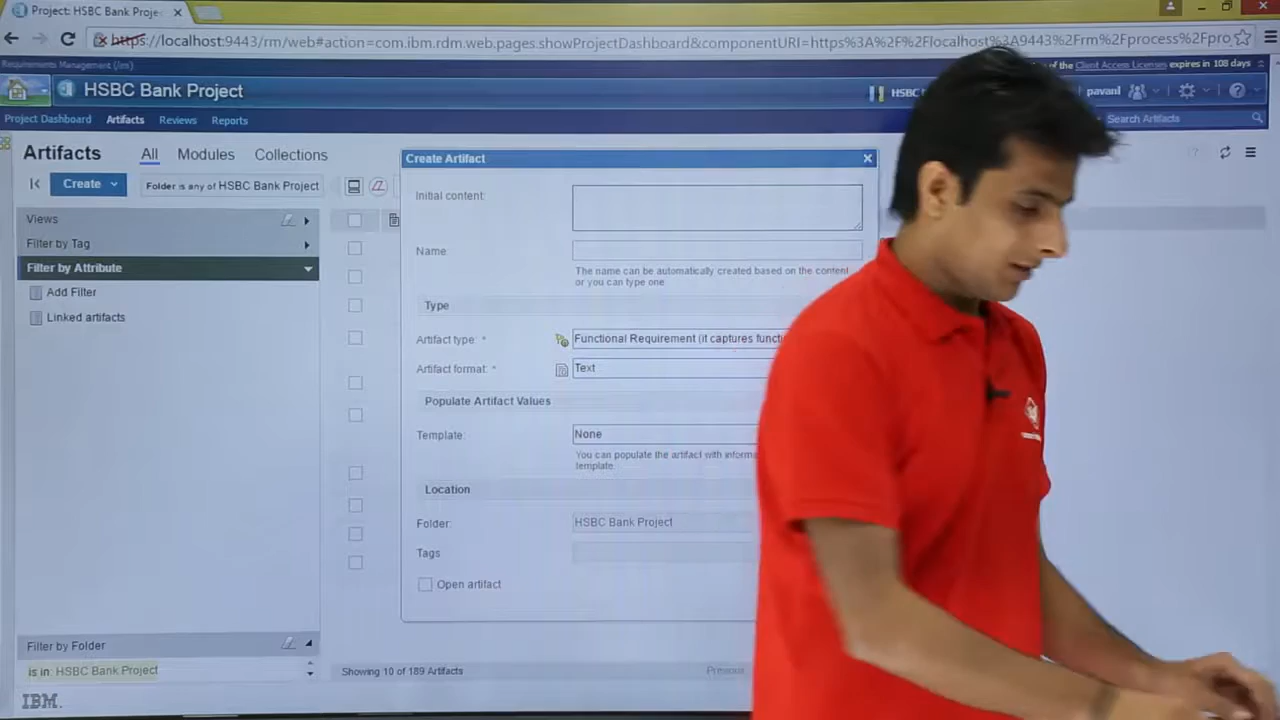 Project: HSBC Bank Proje
https://localhost:9443/rm/web#action=com.ibm.rdm.web.pages.showProjectDashboard&componentURI=https%3A%2F%2Flocalhost%3A9443%2Frm%2Fprocess%2Fpro
Requirements Management (/rm)
of the Client Access Licenses expires in 108 days
HSBC Bank Project
HSBC
pavani
Project Dashboard Artifacts Reviews Reports
Search Artifacts
Artifacts All Modules Collections
Create Folder is any of HSBC Bank Project
Views
Filter by Tag
Filter by Attribute
Add Filter
Linked artifacts
Filter by Folder
is in: HSBC Bank Project
IBM.
Create Artifact
Initial content:
Name:
The name can be automatically created based on the content
or you can type one
Type
Artifact type: * Functional Requirement (it captures functi
Artifact format: * Text
Populate Artifact Values
Template: None
You can populate the artifact with informa
template.
Location
Folder: HSBC Bank Project
Tags
Open artifact
Showing 10 of 189 Artifacts
Previous